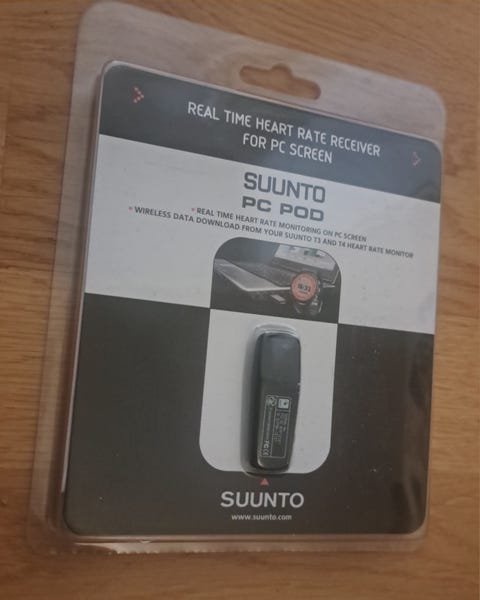 REAL TIME HEART RATE RECEIVER
FOR PC SCREEN
SUUNTO
PC POD
REAL TIME HEART RATE MONITORING ON PC SCREEN
WIRELESS DATA DOWNLOAD FROM YOUR SUUNTO T3 AND T4 HEART RATE MONITOR
SUUNTO
www.suunto.com